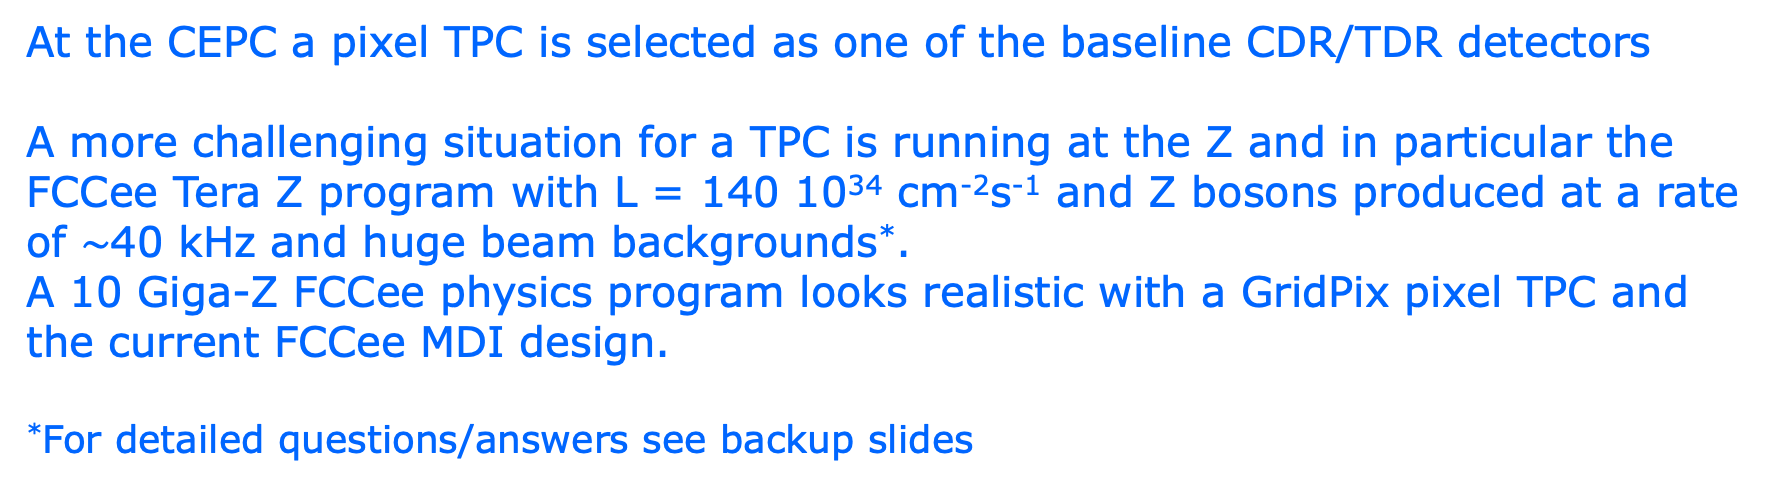 At the CEPC a pixel TPC is selected as one of the baseline CDR/TDR detectors
A more challenging situation for a TPC is running at the Z and in particular the
FCCee Tera Z program with L = 140 10³⁴ cm⁻²s⁻¹ and Z bosons produced at a rate
of ~40 kHz and huge beam backgrounds*.
A 10 Giga-Z FCCee physics program looks realistic with a GridPix pixel TPC and
the current FCCee MDI design.
*For detailed questions/answers see backup slides